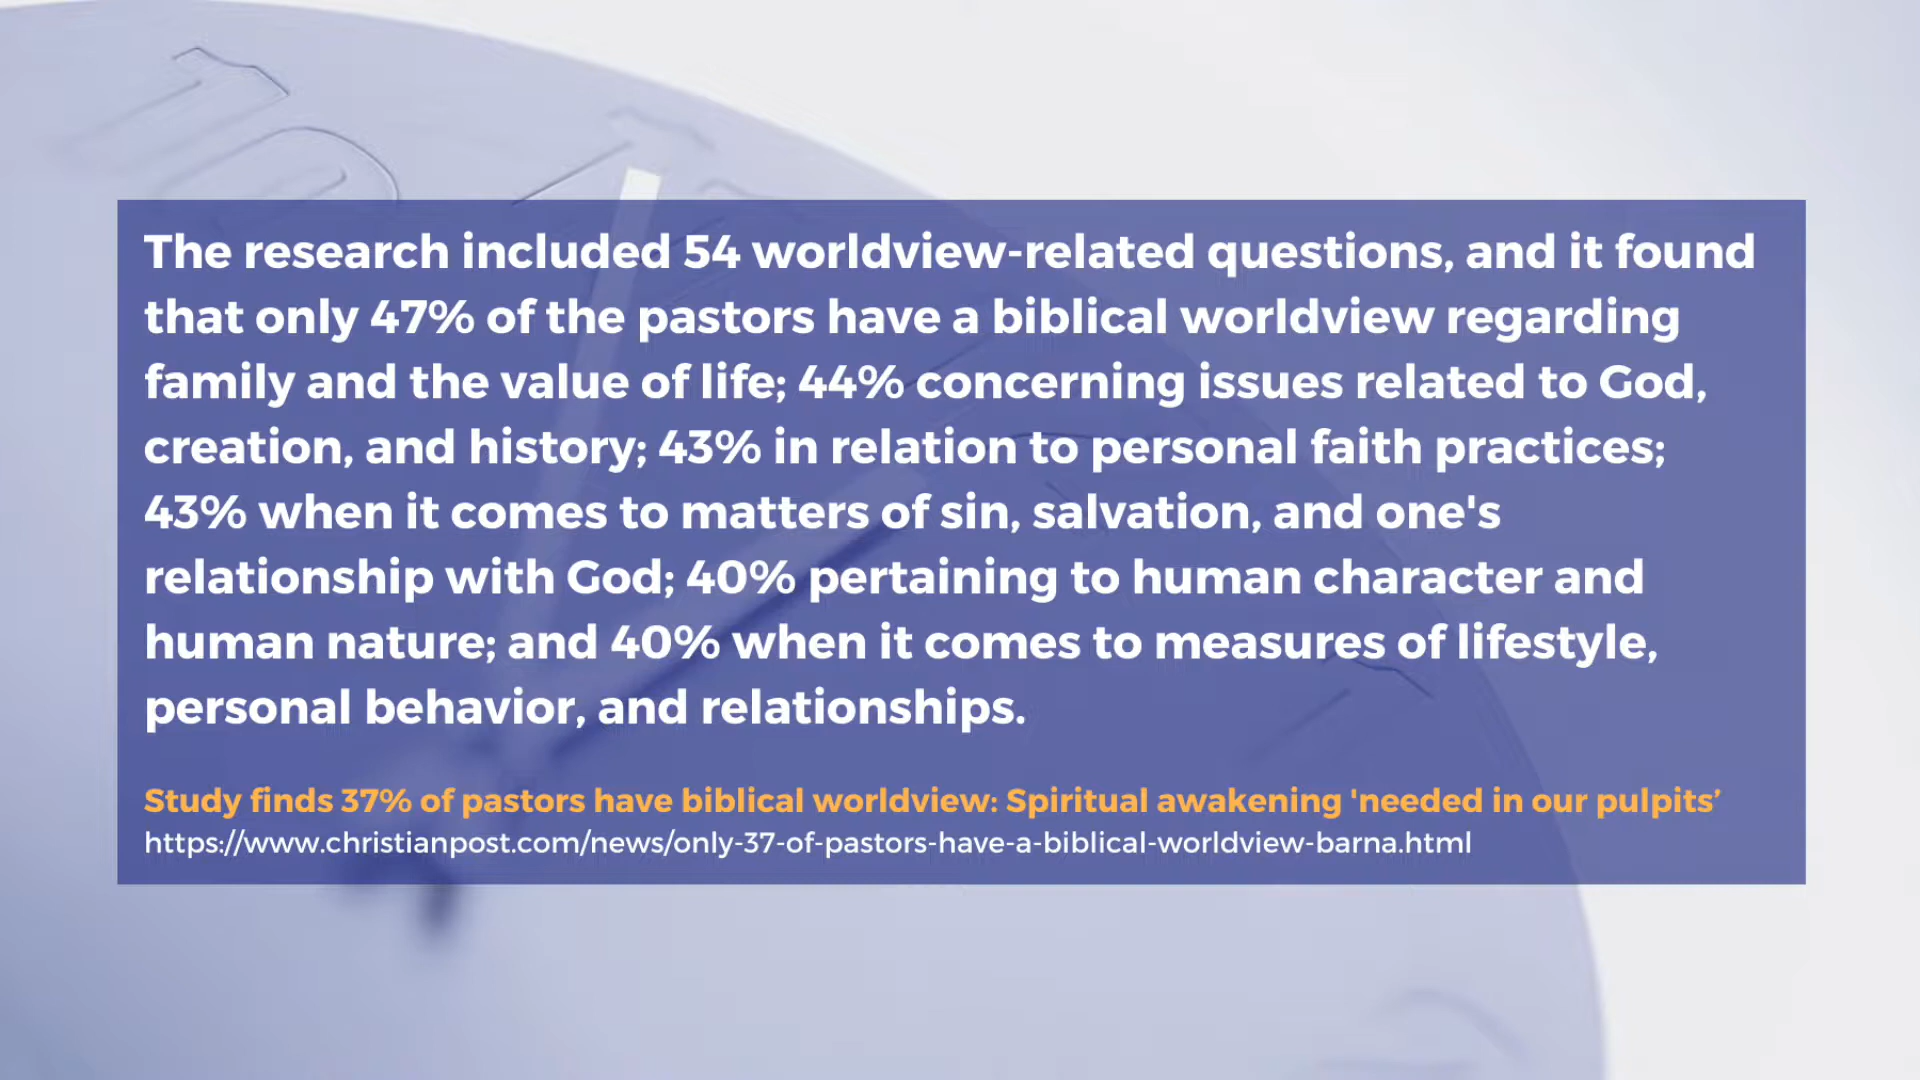 The research included 54 worldview-related questions, and it found
that only 47% of the pastors have a biblical worldview regarding
family and the value of life; 44% concerning issues related to God,
creation, and history; 43% in relation to personal faith practices;
43% when it comes to matters of sin, salvation, and one's
relationship with God; 40% pertaining to human character and
human nature; and 40% when it comes to measures of lifestyle,
personal behavior, and relationships.
Study finds 37% of pastors have biblical worldview: Spiritual awakening 'needed in our pulpits’
https://www.christianpost.com/news/only-37-of-pastors-have-a-biblical-worldview-barna.html